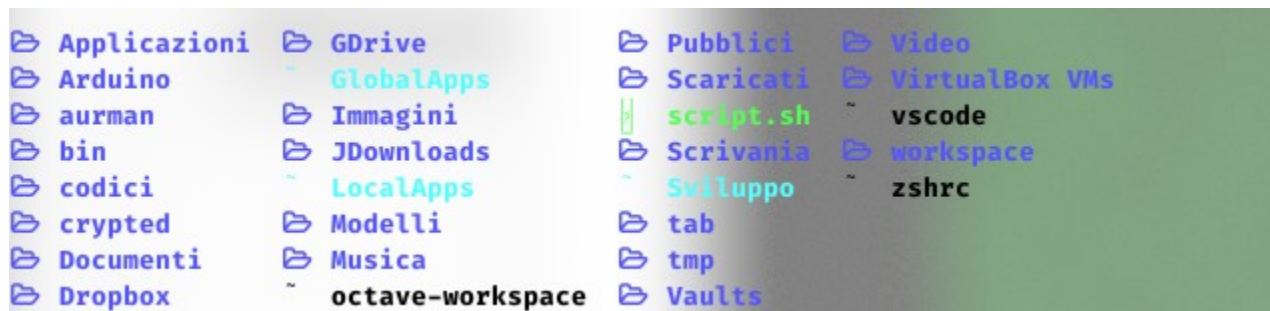 Applicazioni GDrive Pubblici Video
Arduino ~ GlobalApps Scaricati VirtualBox VMs
aurman Immagini script.sh ~ vscode
bin JDownloads Scrivania workspace
codici ~ LocalApps ~ Sviluppo ~ zshrc
crypted Modelli tab
Documenti Musica tmp
Dropbox ~ octave-workspace Vaults